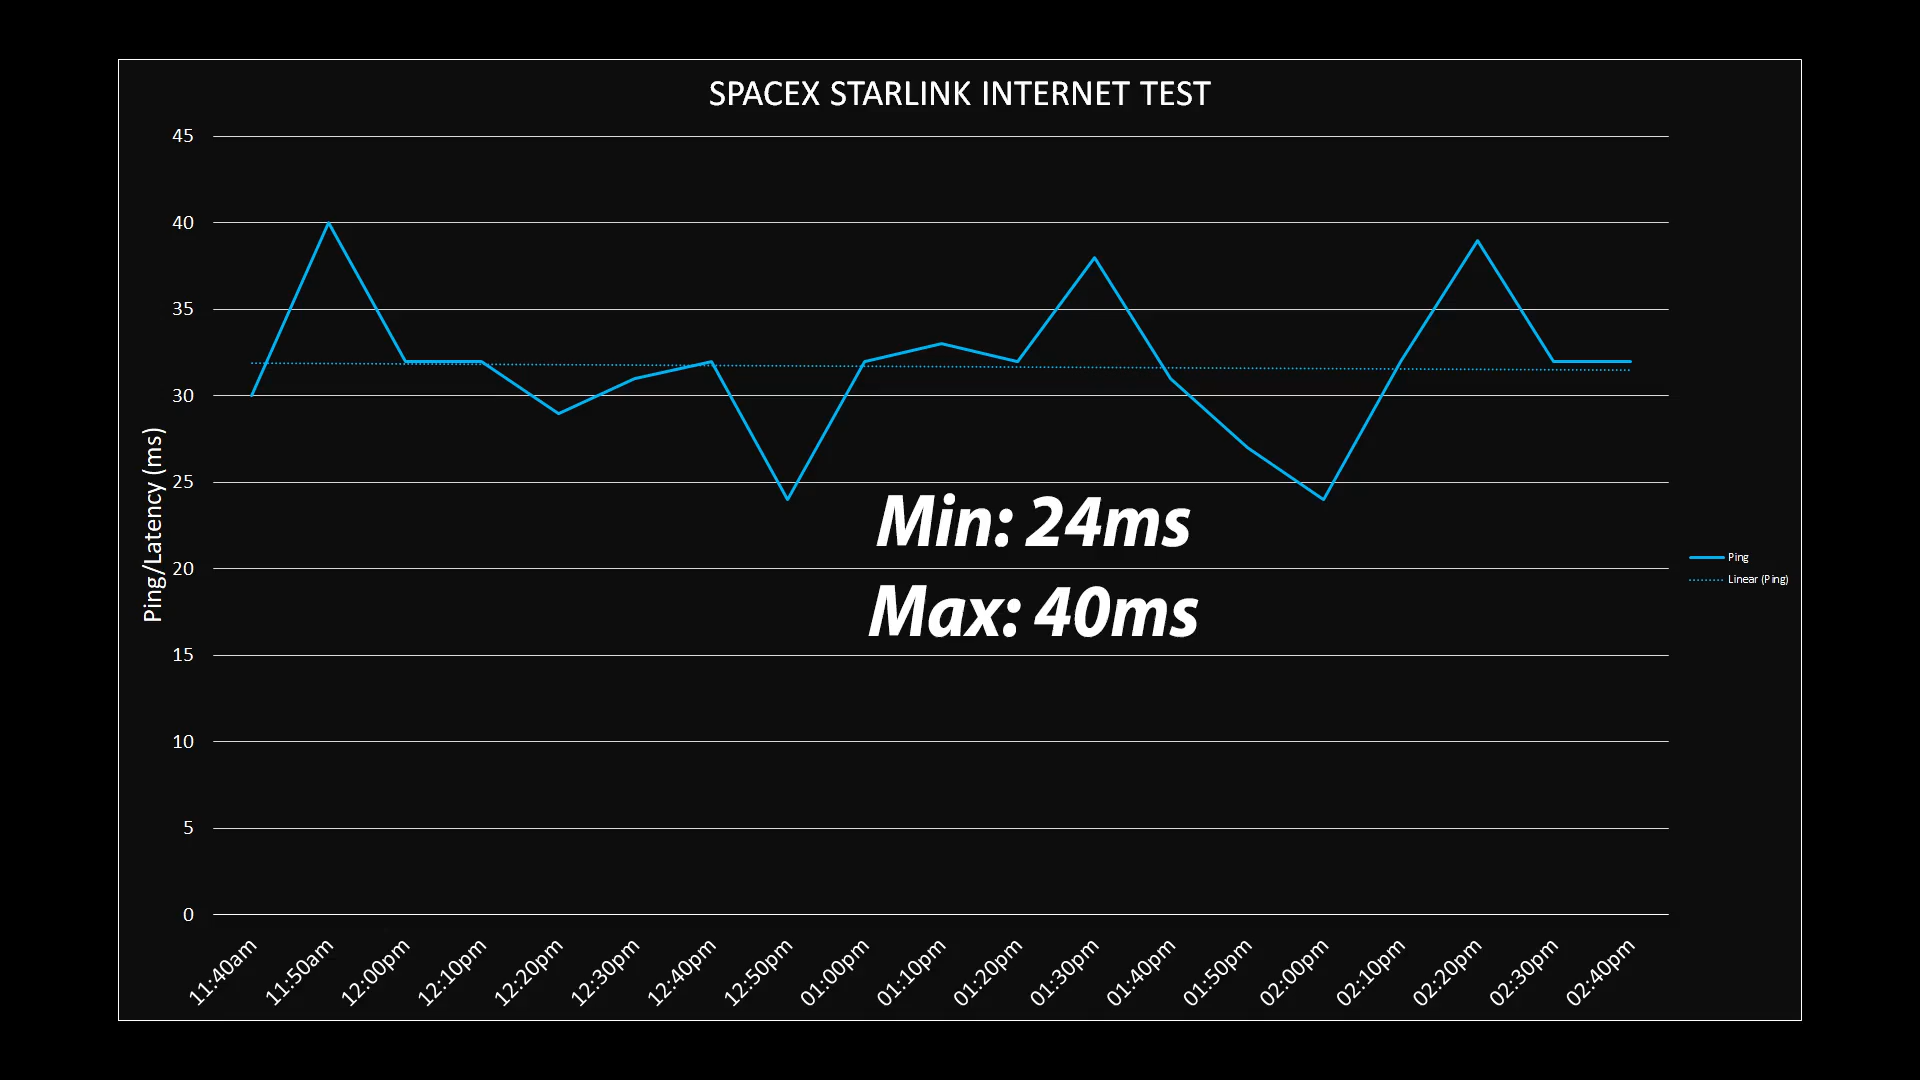 SPACEX STARLINK INTERNET TEST
45
40
35
30
25
20
15
10
5
0
Ping/Latency (ms)
Min: 24ms
Max: 40ms
Ping
Linear (Ping)
11:40am
11:50am
12:00pm
12:10pm
12:20pm
12:30pm
12:40pm
12:50pm
01:00pm
01:10pm
01:20pm
01:30pm
01:40pm
01:50pm
02:00pm
02:10pm
02:20pm
02:30pm
02:40pm